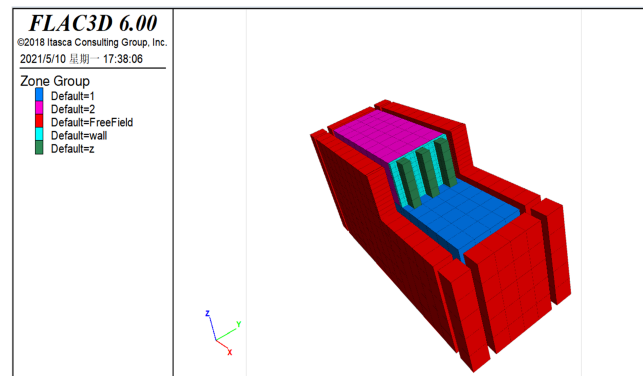 FLAC3D 6.00
©2018 Itasca Consulting Group, Inc.
2021/5/10 星期一 17:38:06
Zone Group
Default=1
Default=2
Default=FreeField
Default=wall
Default=z
Z
Y
X